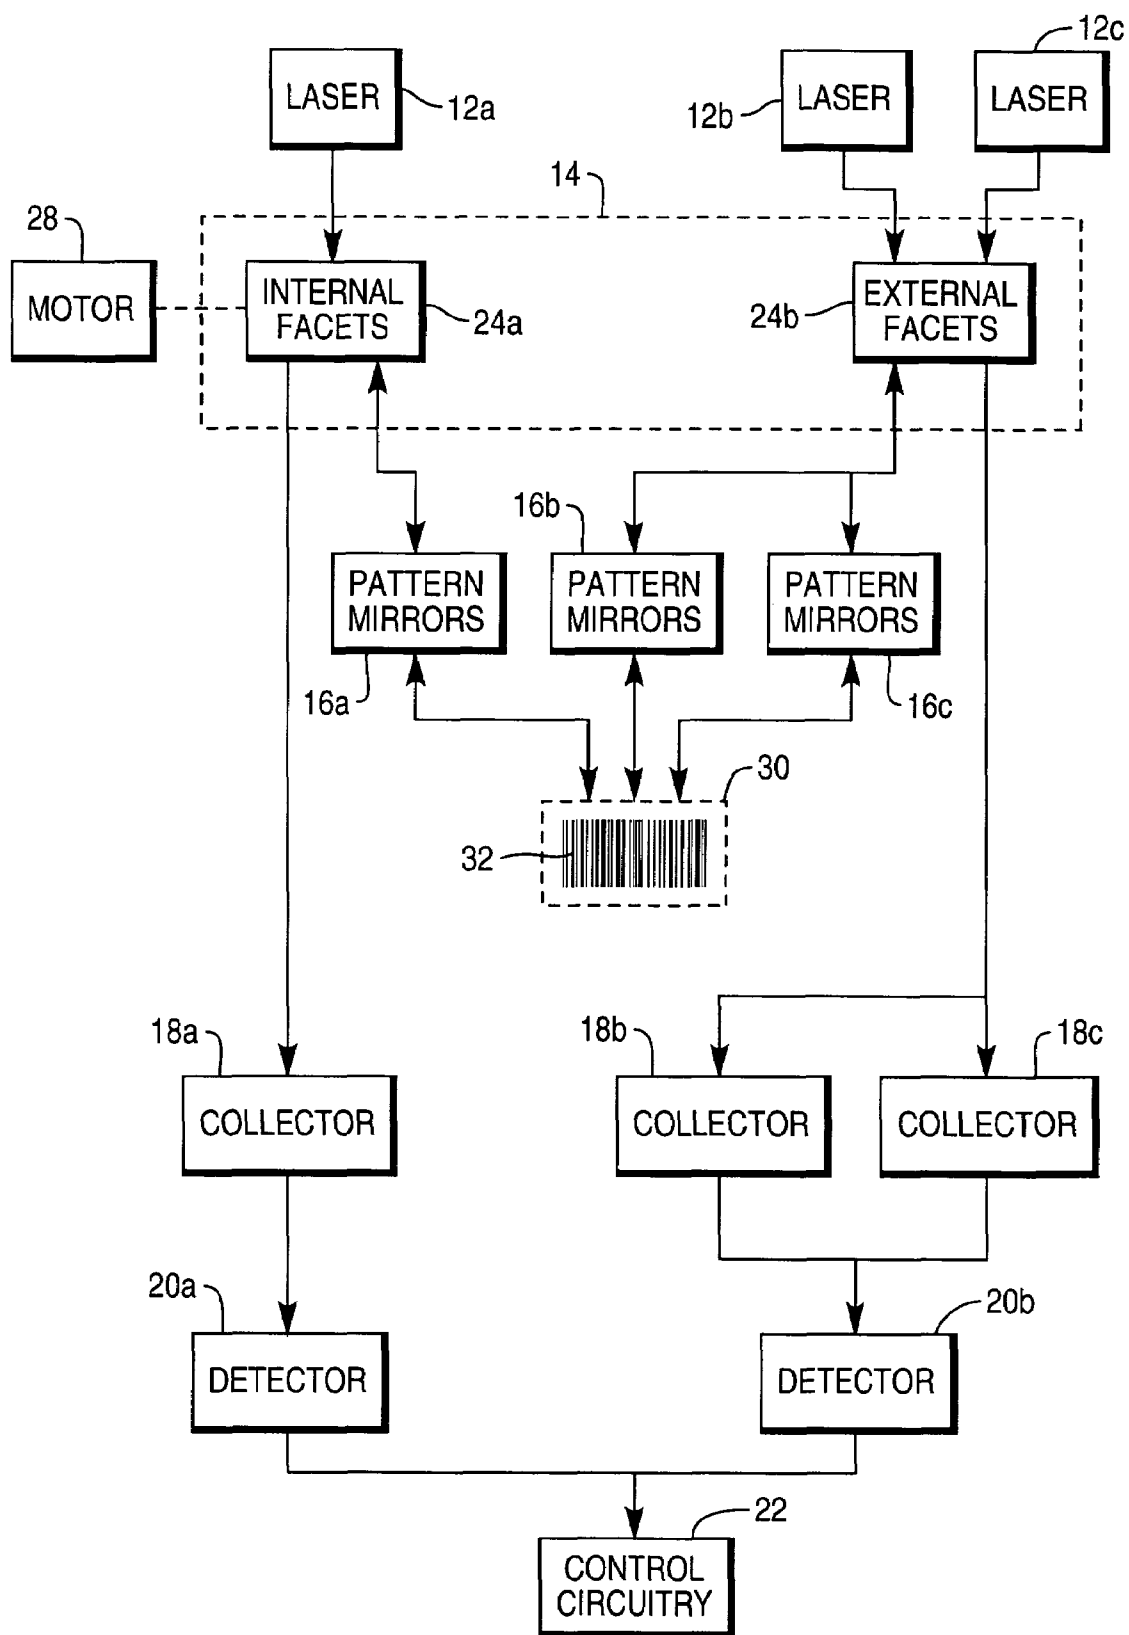 12c
LASER
12a
12b
LASER
LASER
14
28
MOTOR
INTERNAL
FACETS
24a
24b
EXTERNAL
FACETS
16b
PATTERN
MIRRORS
PATTERN
MIRRORS
PATTERN
MIRRORS
16a
16c
30
32
18a
18b
18c
COLLECTOR
COLLECTOR
COLLECTOR
20a
20b
DETECTOR
DETECTOR
22
CONTROL
CIRCUITRY